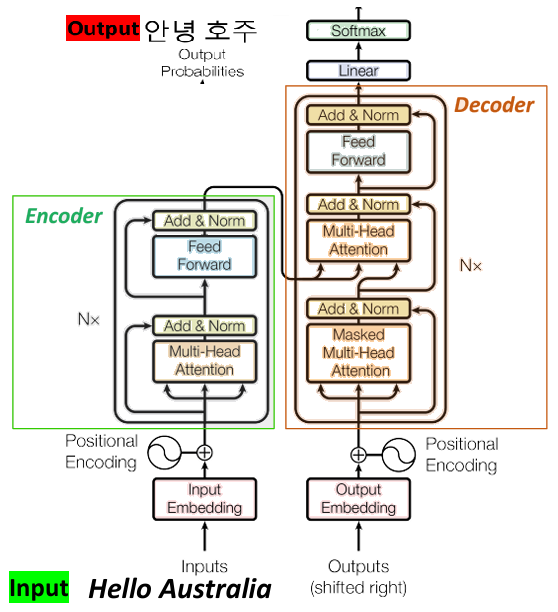 Output 안녕 호주
Output
Probabilities
Softmax
Linear
Decoder
Add & Norm
Feed
Forward
Add & Norm
Multi-Head
Attention
Nx
Add & Norm
Masked
Multi-Head
Attention
Encoder
Add & Norm
Feed
Forward
Nx
Add & Norm
Multi-Head
Attention
Positional
Encoding
Positional
Encoding
Input
Embedding
Output
Embedding
Inputs
Outputs
(shifted right)
Input Hello Australia